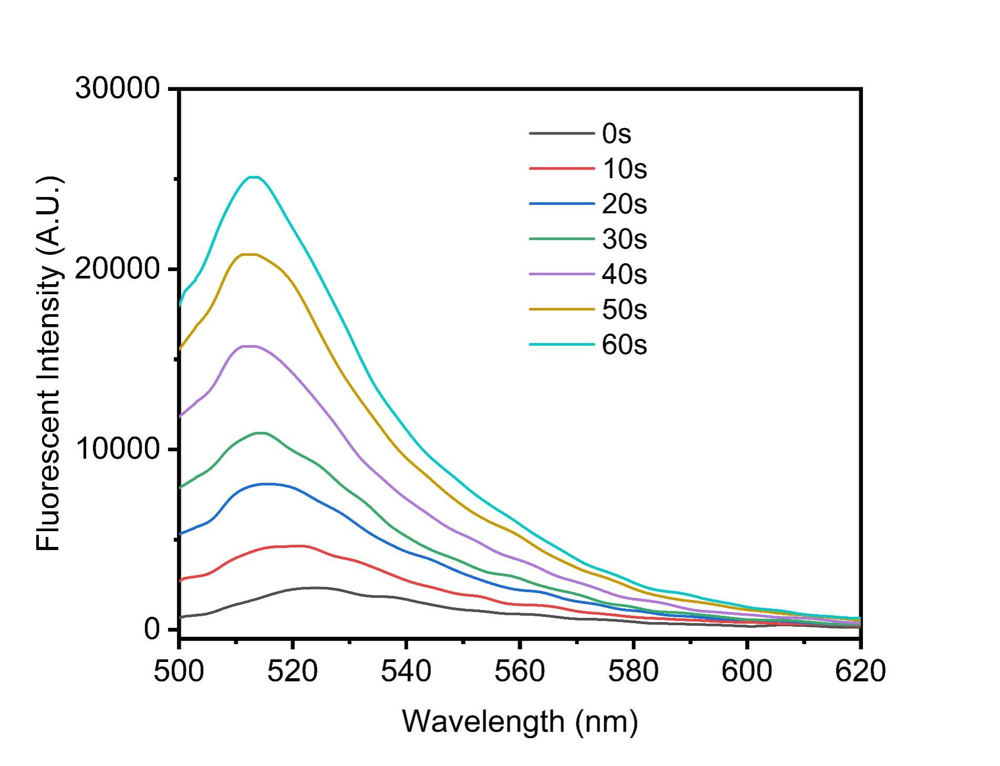 30000
20000
10000
0
Fluorescent Intensity (A.U.)
0s
10s
20s
30s
40s
50s
60s
500 520 540 560 580 600 620
Wavelength (nm)